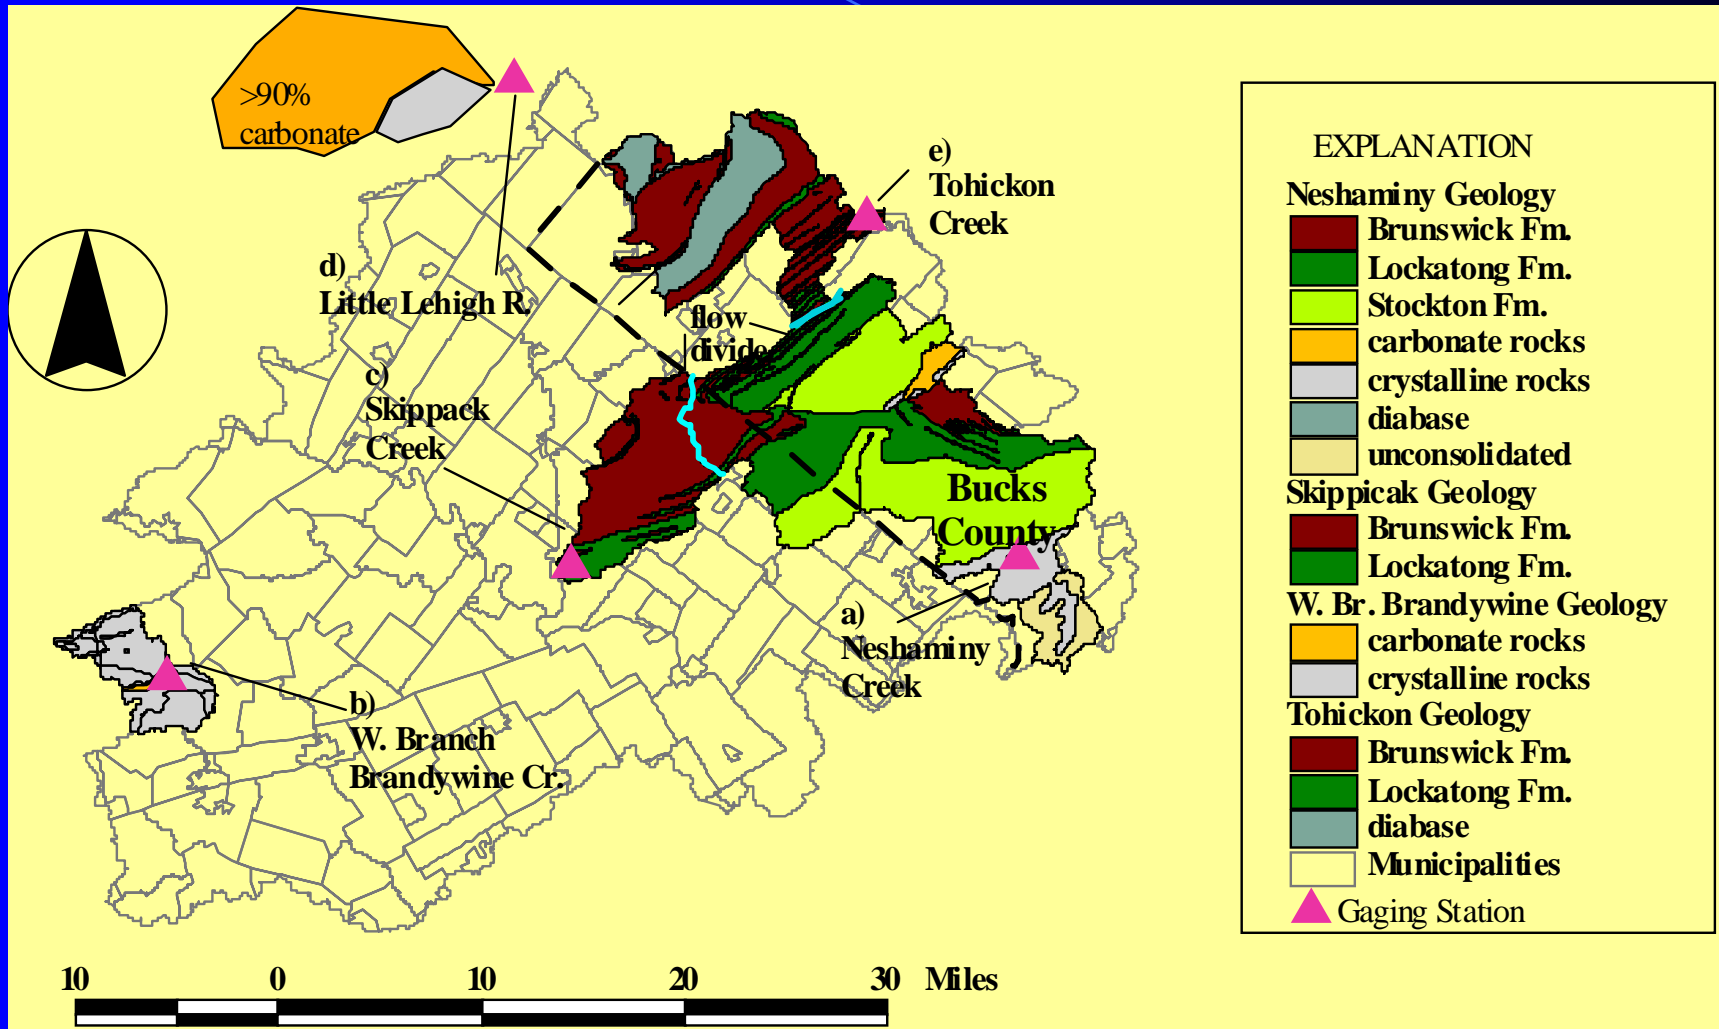 >90%
carbonate
e)
Tohickon
Creek
d)
Little Lehigh R.
flow
divide
c)
Skippack
Creek
Bucks
County
a)
Neshaminy
Creek
b)
W. Branch
Brandywine Cr.
EXPLANATION
Neshaminy Geology
Brunswick Fm.
Lockatong Fm.
Stockton Fm.
carbonate rocks
crystalline rocks
diabase
unconsolidated
Skippicak Geology
Brunswick Fm.
Lockatong Fm.
W. Br. Brandywine Geology
carbonate rocks
crystalline rocks
Tohickon Geology
Brunswick Fm.
Lockatong Fm.
diabase
Municipalities
Gaging Station
10 0 10 20 30 Miles